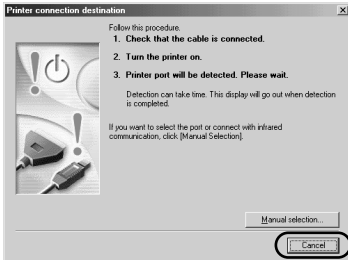 Printer connection destination
Follow this procedure.
1. Check that the cable is connected.
2. Turn the printer on.
3. Printer port will be detected. Please wait.
Detection can take time. This display will go out when detection
is completed.
If you want to select the port or connect with infrared
communication, click [Manual Selection].
Manual selection...
Cancel